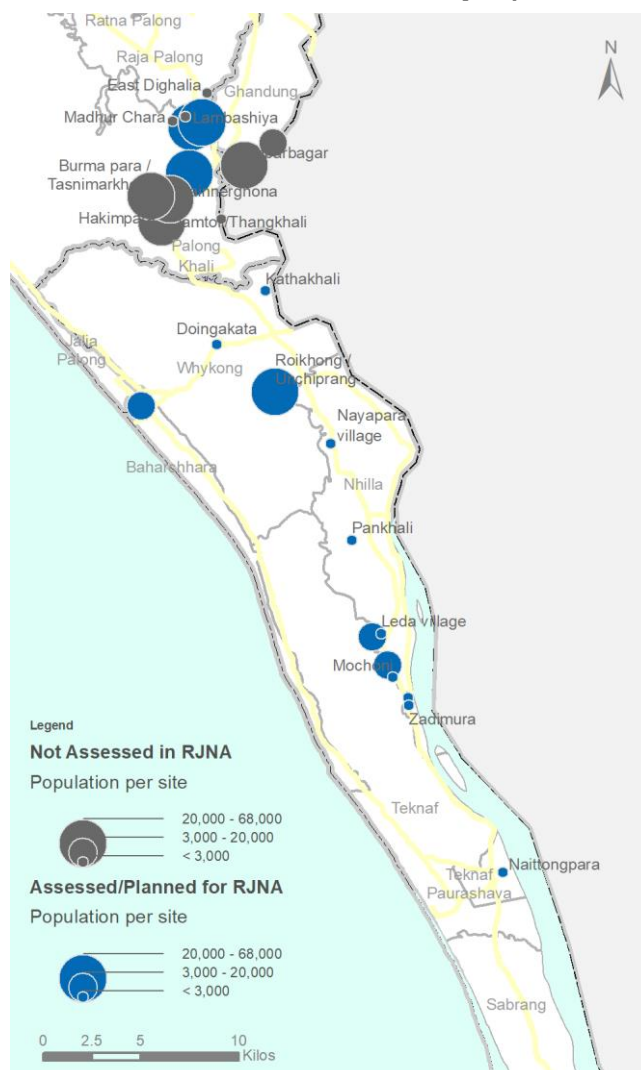 Ratna Palong
Raja Palong
N
East Dighalia
Ghandung
Madhur Chara
Lambashiya
Burma para /
Tasnimarkh
Hakimpa
Palong
Khali
Kathakhali
Doingakata
Jalia
Palong
Whykong
Roikhong /
Unchiprang
Nayapara
village
Baharchhara
Nhilla
Pankhali
Leda village
Mochoni
Zadimura
Legend
Not Assessed in RJNA
Population per site
20,000 - 68,000
3,000 - 20,000
< 3,000
Assessed/Planned for RJNA
Population per site
20,000 - 68,000
3,000 - 20,000
< 3,000
Teknaf
Naittongpara
Teknaf
Paurashava
Sabrang
0 2.5 5 10
Kilos